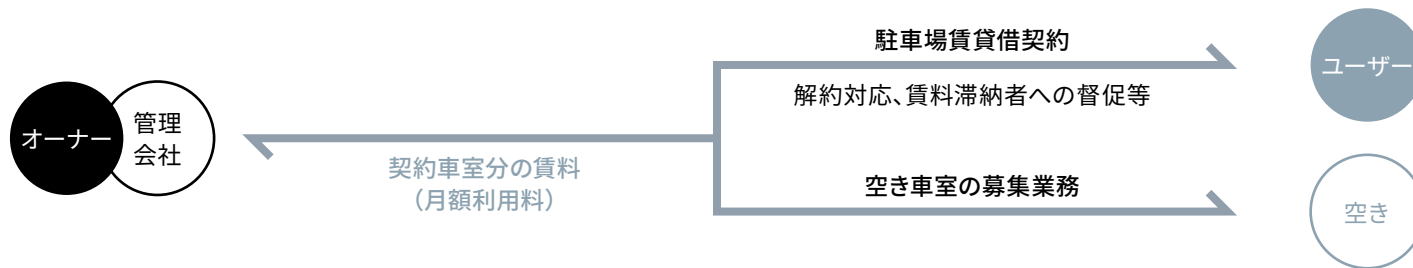 オーナー
管理
会社
契約車室分の賃料
（月額利用料）
駐車場賃貸借契約
解約対応、賃料滞納者への督促等
空き車室の募集業務
ユーザー
空き